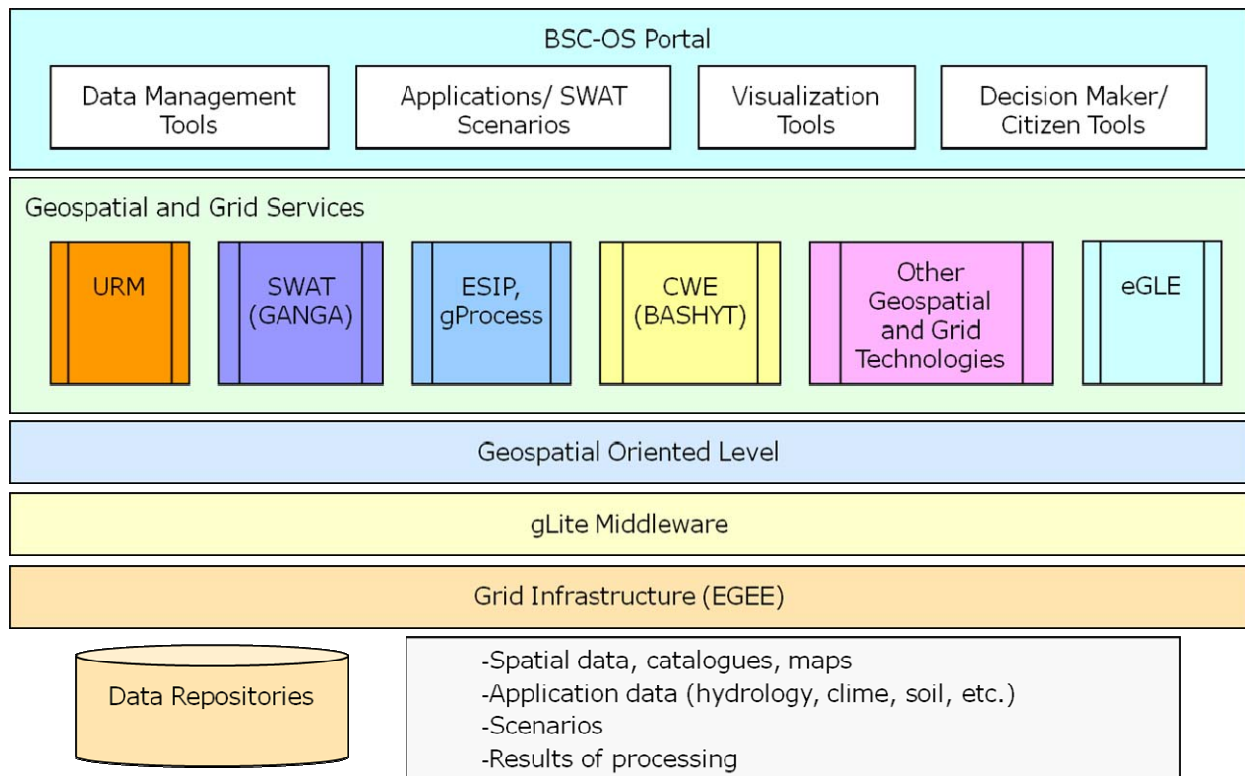 BSC-OS Portal
Data Management
Tools
Applications/ SWAT
Scenarios
Visualization
Tools
Decision Maker/
Citizen Tools
Geospatial and Grid Services
URM
SWAT
(GANGA)
ESIP,
gProcess
CWE
(BASHYT)
Other
Geospatial
and Grid
Technologies
eGLE
Geospatial Oriented Level
gLite Middleware
Grid Infrastructure (EGEE)
Data Repositories
-Spatial data, catalogues, maps
-Application data (hydrology, clime, soil, etc.)
-Scenarios
-Results of processing